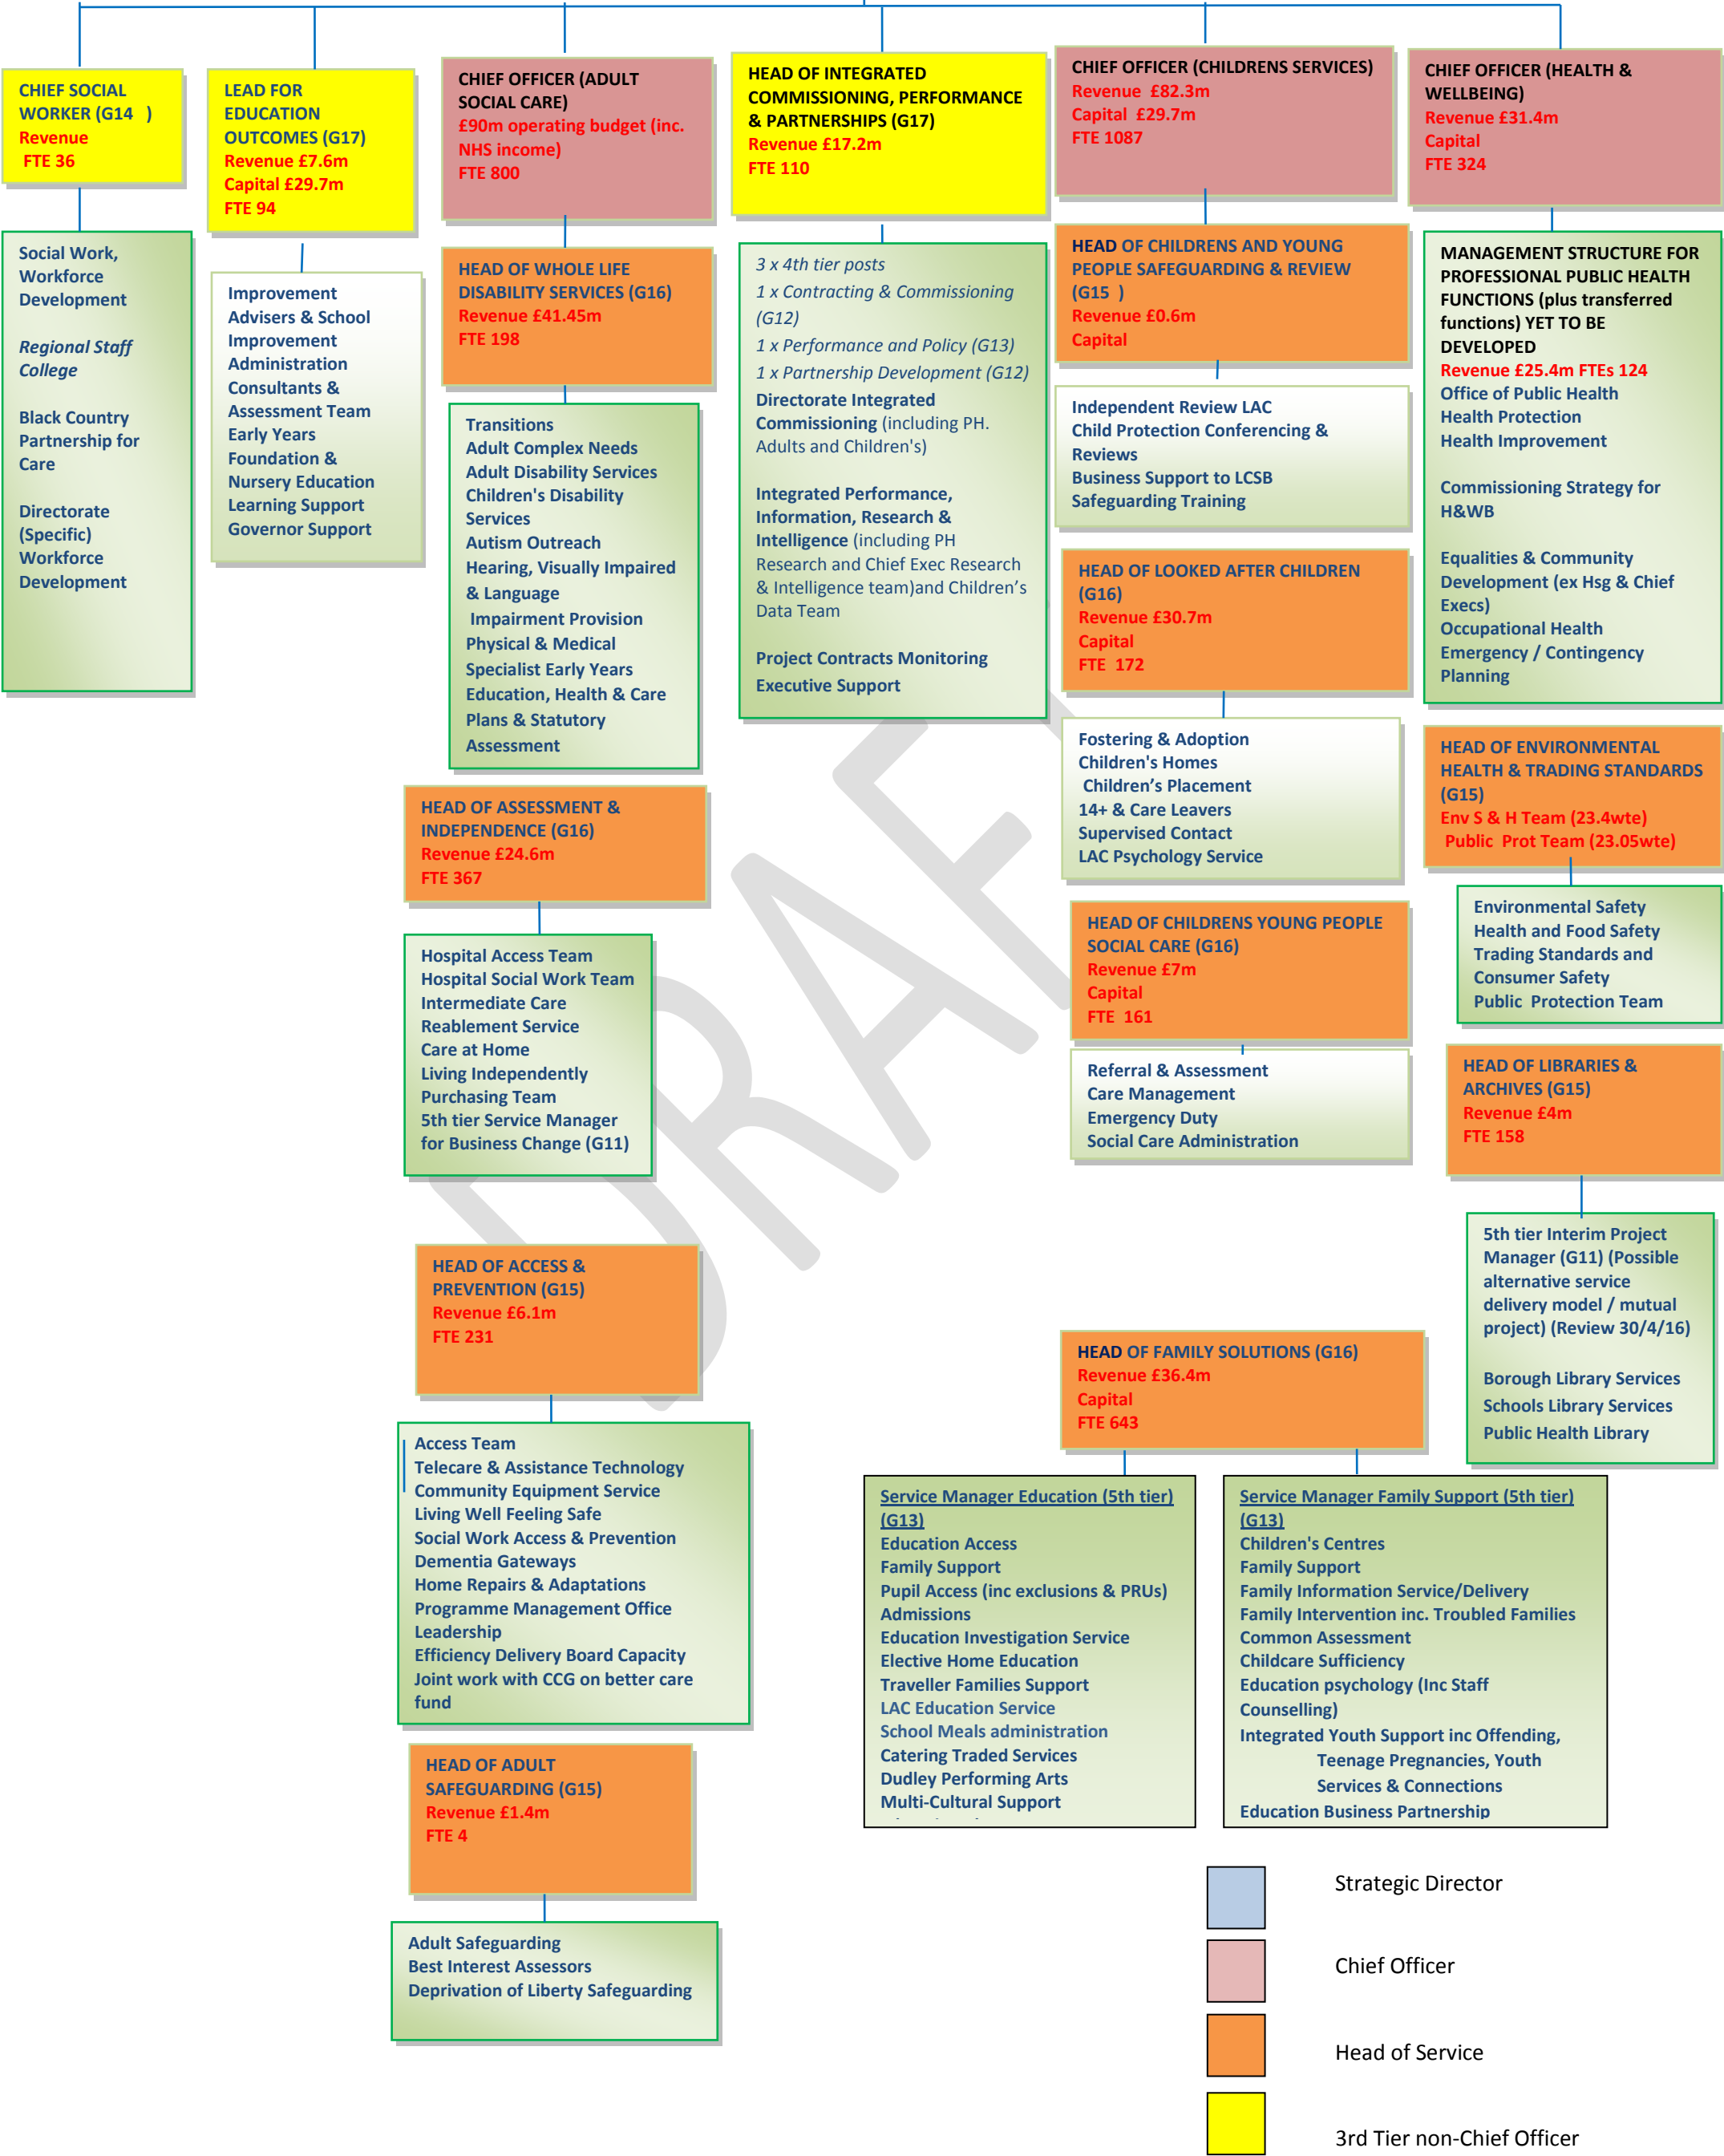 CHIEF SOCIAL
WORKER (G14   )
Revenue
FTE 36
Social Work,
Workforce
Development
Regional Staff
College
Black Country
Partnership for
Care
Directorate
(Specific)
Workforce
Development
LEAD FOR
EDUCATION
OUTCOMES (G17)
Revenue £7.6m
Capital £29.7m
FTE 94
Improvement
Advisers & School
Improvement
Administration
Consultants &
Assessment Team
Early Years
Foundation &
Nursery Education
Learning Support
Governor Support
CHIEF OFFICER (ADULT
SOCIAL CARE)
£90m operating budget (inc.
NHS income)
FTE 800
HEAD OF WHOLE LIFE
DISABILITY SERVICES (G16)
Revenue £41.45m
FTE 198
Transitions
Adult Complex Needs
Adult Disability Services
Children's Disability
Services
Autism Outreach
Hearing, Visually Impaired
& Language
Impairment Provision
Physical & Medical
Specialist Early Years
Education, Health & Care
Plans & Statutory
Assessment
HEAD OF ASSESSMENT &
INDEPENDENCE (G16)
Revenue £24.6m
FTE 367
Hospital Access Team
Hospital Social Work Team
Intermediate Care
Reablement Service
Care at Home
Living Independently
Purchasing Team
5th tier Service Manager
for Business Change (G11)
HEAD OF ACCESS &
PREVENTION (G15)
Revenue £6.1m
FTE 231
Access Team
Telecare & Assistance Technology
Community Equipment Service
Living Well Feeling Safe
Social Work Access & Prevention
Dementia Gateways
Home Repairs & Adaptations
Programme Management Office
Leadership
Efficiency Delivery Board Capacity
Joint work with CCG on better care
fund
HEAD OF ADULT
SAFEGUARDING (G15)
Revenue £1.4m
FTE 4
Adult Safeguarding
Best Interest Assessors
Deprivation of Liberty Safeguarding
HEAD OF INTEGRATED
COMMISSIONING, PERFORMANCE
& PARTNERSHIPS (G17)
Revenue £17.2m
FTE 110
3 x 4th tier posts
1 x Contracting & Commissioning
(G12)
1 x Performance and Policy (G13)
1 x Partnership Development (G12)
Directorate Integrated
Commissioning (including PH.
Adults and Children's)
Integrated Performance,
Information, Research &
Intelligence (including PH
Research and Chief Exec Research
& Intelligence team)and Children’s
Data Team
Project Contracts Monitoring
Executive Support
CHIEF OFFICER (CHILDRENS SERVICES)
Revenue  £82.3m
Capital  £29.7m
FTE 1087
HEAD OF CHILDRENS AND YOUNG
PEOPLE SAFEGUARDING & REVIEW
(G15  )
Revenue £0.6m
Capital
Independent Review LAC
Child Protection Conferencing &
Reviews
Business Support to LCSB
Safeguarding Training
HEAD OF LOOKED AFTER CHILDREN
(G16)
Revenue £30.7m
Capital
FTE  172
Fostering & Adoption
Children's Homes
Children’s Placement
14+ & Care Leavers
Supervised Contact
LAC Psychology Service
HEAD OF CHILDRENS YOUNG PEOPLE
SOCIAL CARE (G16)
Revenue £7m
Capital
FTE  161
Referral & Assessment
Care Management
Emergency Duty
Social Care Administration
HEAD OF FAMILY SOLUTIONS (G16)
Revenue £36.4m
Capital
FTE 643
Service Manager Education (5th tier)
(G13)
Education Access
Family Support
Pupil Access (inc exclusions & PRUs)
Admissions
Education Investigation Service
Elective Home Education
Traveller Families Support
LAC Education Service
School Meals administration
Catering Traded Services
Dudley Performing Arts
Multi-Cultural Support
Service Manager Family Support (5th tier)
(G13)
Children's Centres
Family Support
Family Information Service/Delivery
Family Intervention inc. Troubled Families
Common Assessment
Childcare Sufficiency
Education psychology (Inc Staff
Counselling)
Integrated Youth Support inc Offending,
Teenage Pregnancies, Youth
Services & Connections
Education Business Partnership
CHIEF OFFICER (HEALTH &
WELLBEING)
Revenue £31.4m
Capital
FTE 324
MANAGEMENT STRUCTURE FOR
PROFESSIONAL PUBLIC HEALTH
FUNCTIONS (plus transferred
functions) YET TO BE
DEVELOPED
Revenue £25.4m FTEs 124
Office of Public Health
Health Protection
Health Improvement
Commissioning Strategy for
H&WB
Equalities & Community
Development (ex Hsg & Chief
Execs)
Occupational Health
Emergency / Contingency
Planning
HEAD OF ENVIRONMENTAL
HEALTH & TRADING STANDARDS
(G15)
Env S & H Team (23.4wte)
Public  Prot Team (23.05wte)
Environmental Safety
Health and Food Safety
Trading Standards and
Consumer Safety
Public  Protection Team
HEAD OF LIBRARIES &
ARCHIVES (G15)
Revenue £4m
FTE 158
5th tier Interim Project
Manager (G11) (Possible
alternative service
delivery model / mutual
project) (Review 30/4/16)
Borough Library Services
Schools Library Services
Public Health Library
Strategic Director
Chief Officer
Head of Service
3rd Tier non-Chief Officer
DRAF